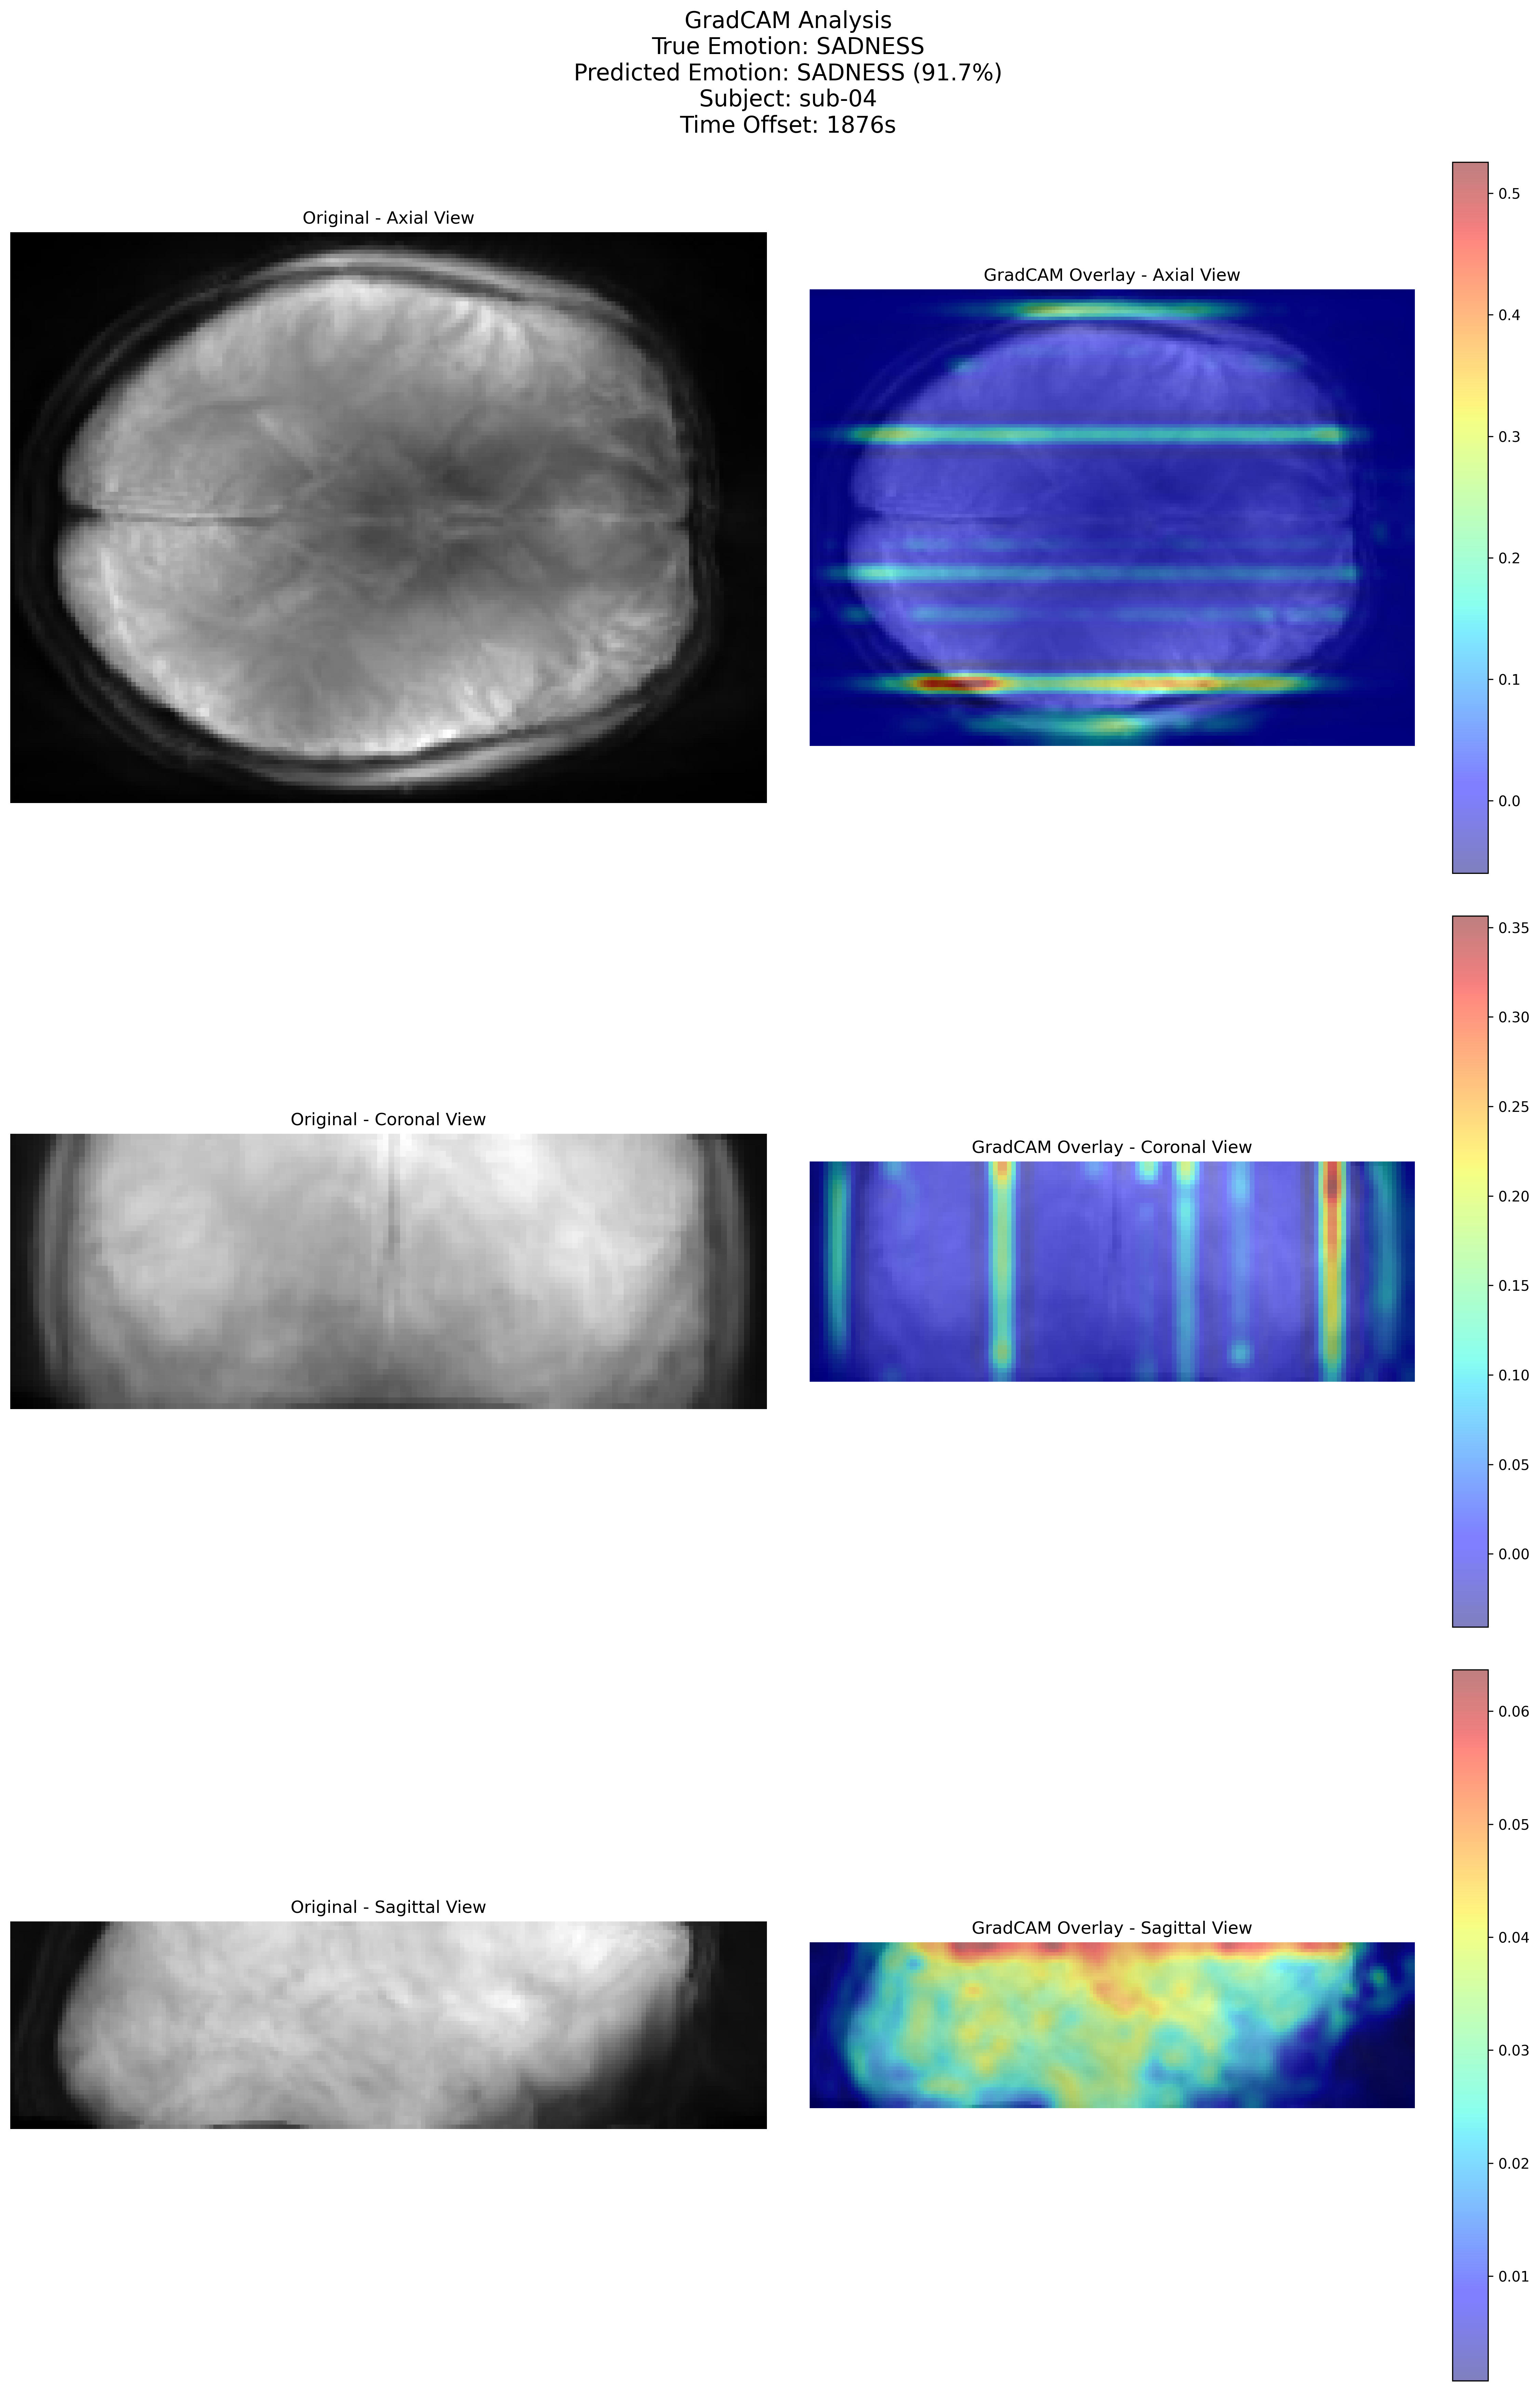 GradCAM Analysis
True Emotion: SADNESS
Predicted Emotion: SADNESS (91.7%)
Subject: sub-04
Time Offset: 1876s
Original - Axial View
GradCAM Overlay - Axial View
0.5
0.4
0.3
0.2
0.1
0.0
Original - Coronal View
GradCAM Overlay - Coronal View
0.35
0.30
0.25
0.20
0.15
0.10
0.05
0.00
Original - Sagittal View
GradCAM Overlay - Sagittal View
0.06
0.05
0.04
0.03
0.02
0.01